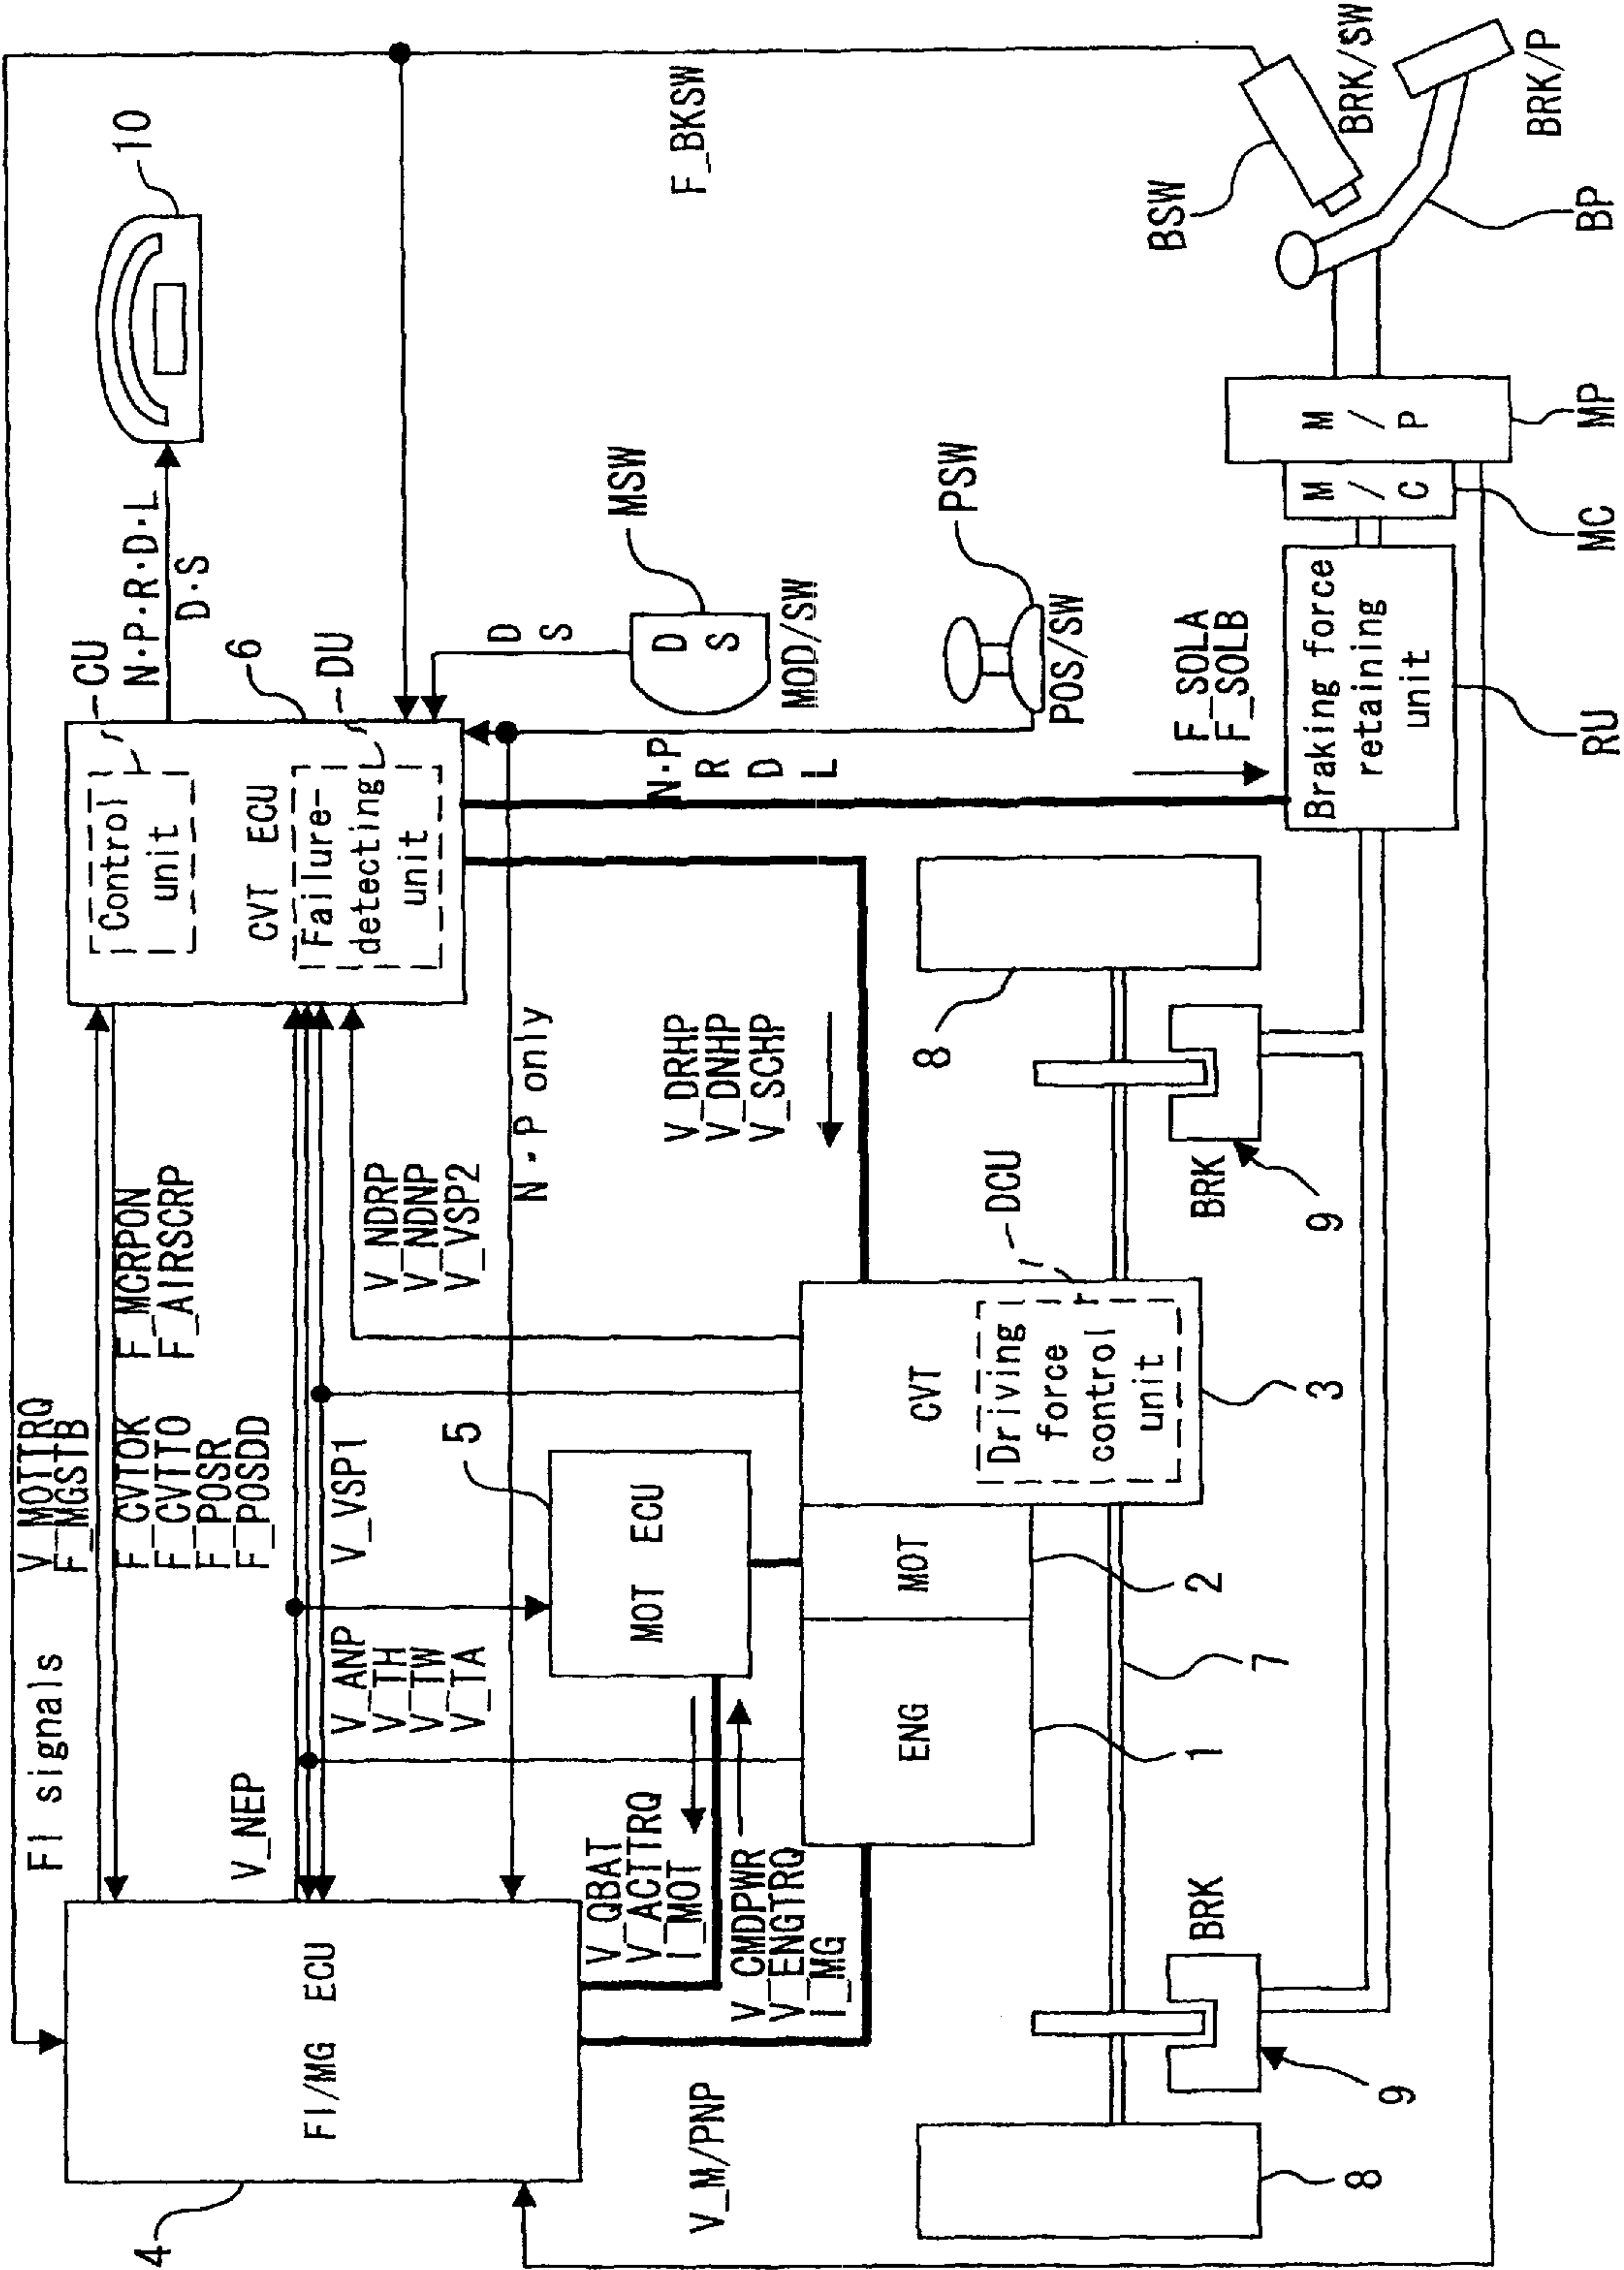 FI signals
V_MOTTRQ
F_MGSTB
F_MCRPON
F_AIRSCRP
F_CVTOK
F_CVTTO
F_POSR
F_POSDD
4
FI/MG ECU
V_NEP
V_ANP
V_TH
V_TW
V_TA
V_VSP1
V_NDRP
V_NDNP
V_VSP2
CU
Control
unit
CVT ECU
6
DU
Failure-
detecting
unit
N·P·R·D·L
D·S
10
F_BKSW
D
S
MSW
D
S
MOD/SW
N·P only
N·P
R
D
L
PSW
POS/SW
5
MOT ECU
V_QBAT
V_ACTTRQ
I_MOT
V_CMDPWR
V_ENGTRQ
I_MG
V_M/PNP
V_DRHP
V_DNHP
V_SCHP
ENG
MOT
CVT
Driving
force
control
unit
DCU
1
2
3
7
8
8
BRK
9
BRK
9
F_SOLA
F_SOLB
Braking force
retaining
unit
RU
M/C
MC
M/P
MP
BSW
BRK/SW
BRK/P
BP